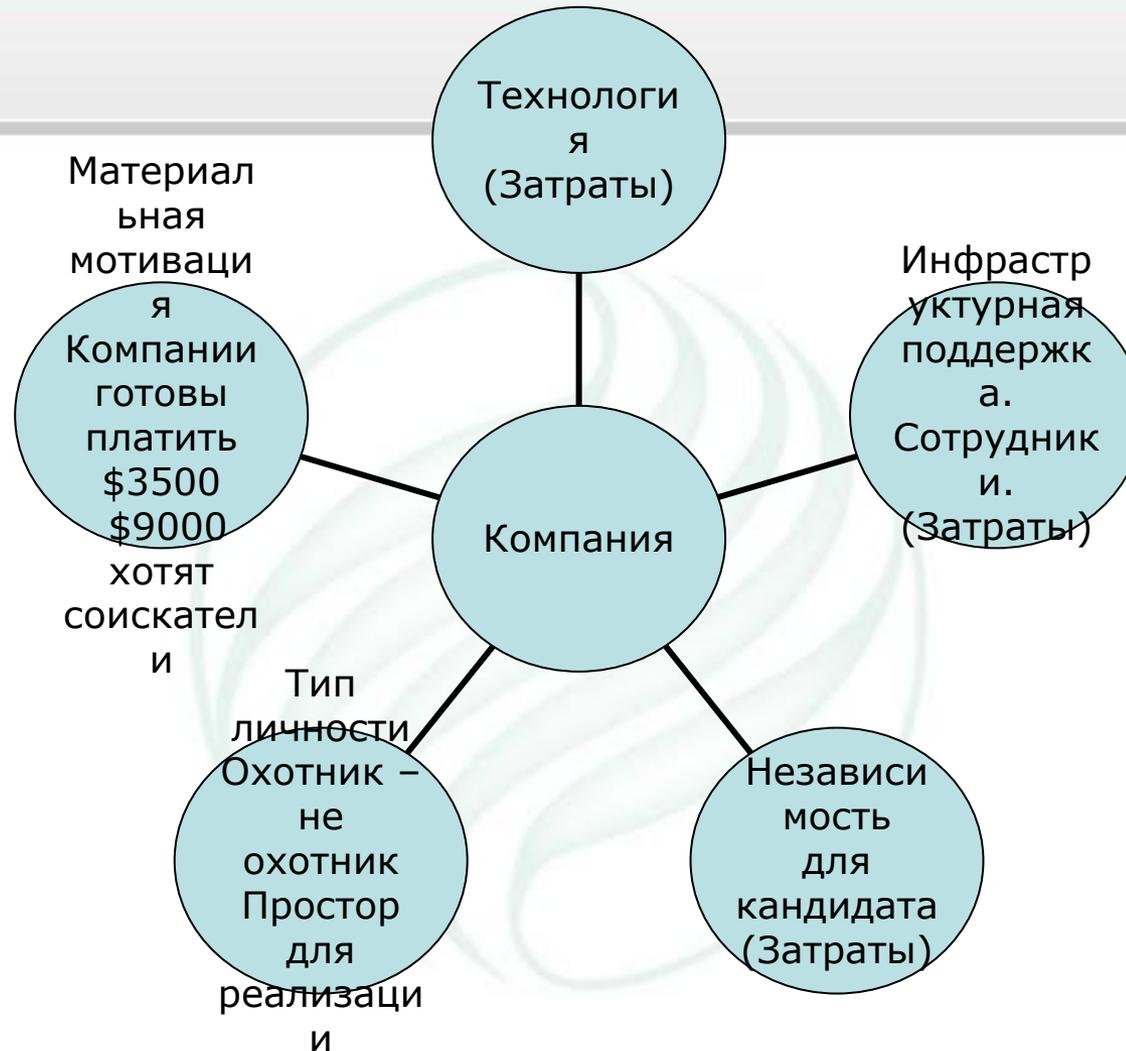 Технологи
я
(Затраты)
Материал
ьная
мотиваци
я
Компании
готовы
платить
$3500
$9000
хотят
соискател
и
Инфрастр
уктурная
поддержк
а.
Сотрудник
и.
(Затраты)
Компания
Тип
личности
Охотник –
не
охотник
Простор
для
реализаци
и
Независи
мость
для
кандидата
(Затраты)